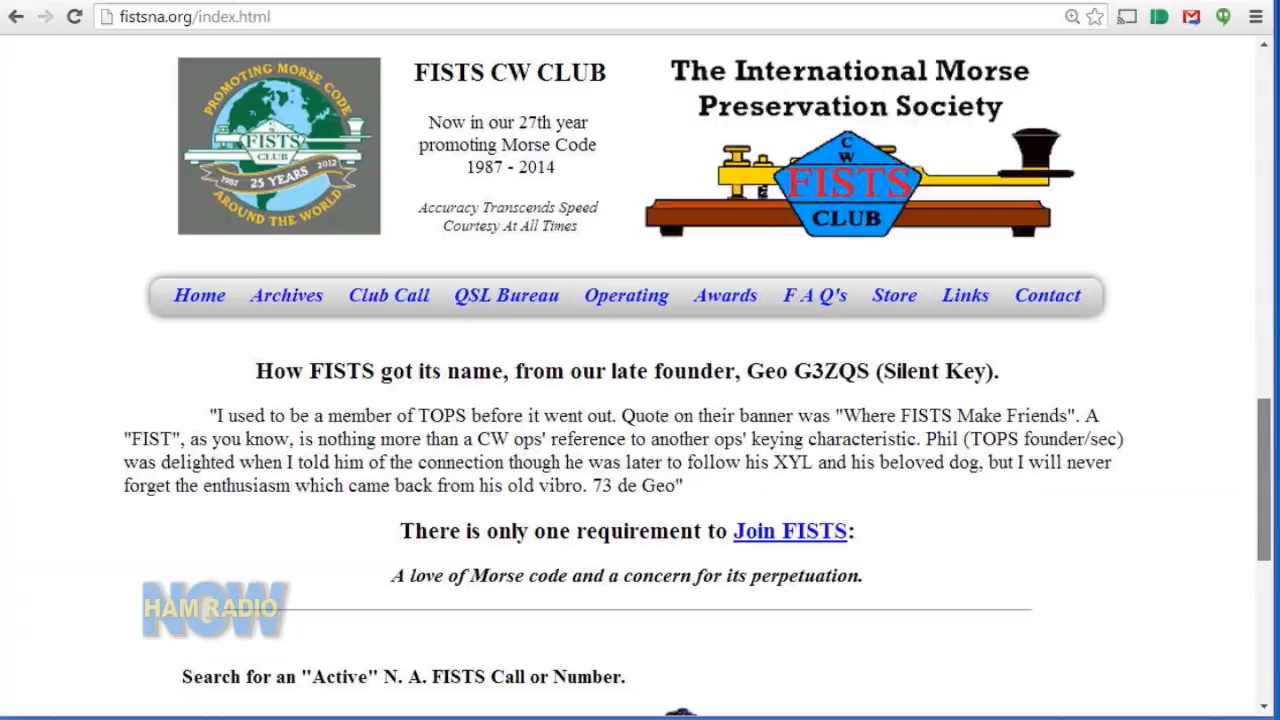 fistsna.org/index.html
PROMOTING MORSE CODE
FISTS
CLUB
1987 25 YEARS 2012
AROUND THE WORLD
FISTS CW CLUB
Now in our 27th year
promoting Morse Code
1987 - 2014
Accuracy Transcends Speed
Courtesy At All Times
The International Morse
Preservation Society
C
W
FISTS
CLUB
Home Archives Club Call QSL Bureau Operating Awards F A Q's Store Links Contact
How FISTS got its name, from our late founder, Geo G3ZQS (Silent Key).
"I used to be a member of TOPS before it went out. Quote on their banner was "Where FISTS Make Friends". A
"FIST", as you know, is nothing more than a CW ops' reference to another ops' keying characteristic. Phil (TOPS founder/sec)
was delighted when I told him of the connection though he was later to follow his XYL and his beloved dog, but I will never
forget the enthusiasm which came back from his old vibro. 73 de Geo"
There is only one requirement to Join FISTS:
A love of Morse code and a concern for its perpetuation.
NOW
HAM RADIO
Search for an "Active" N. A. FISTS Call or Number.